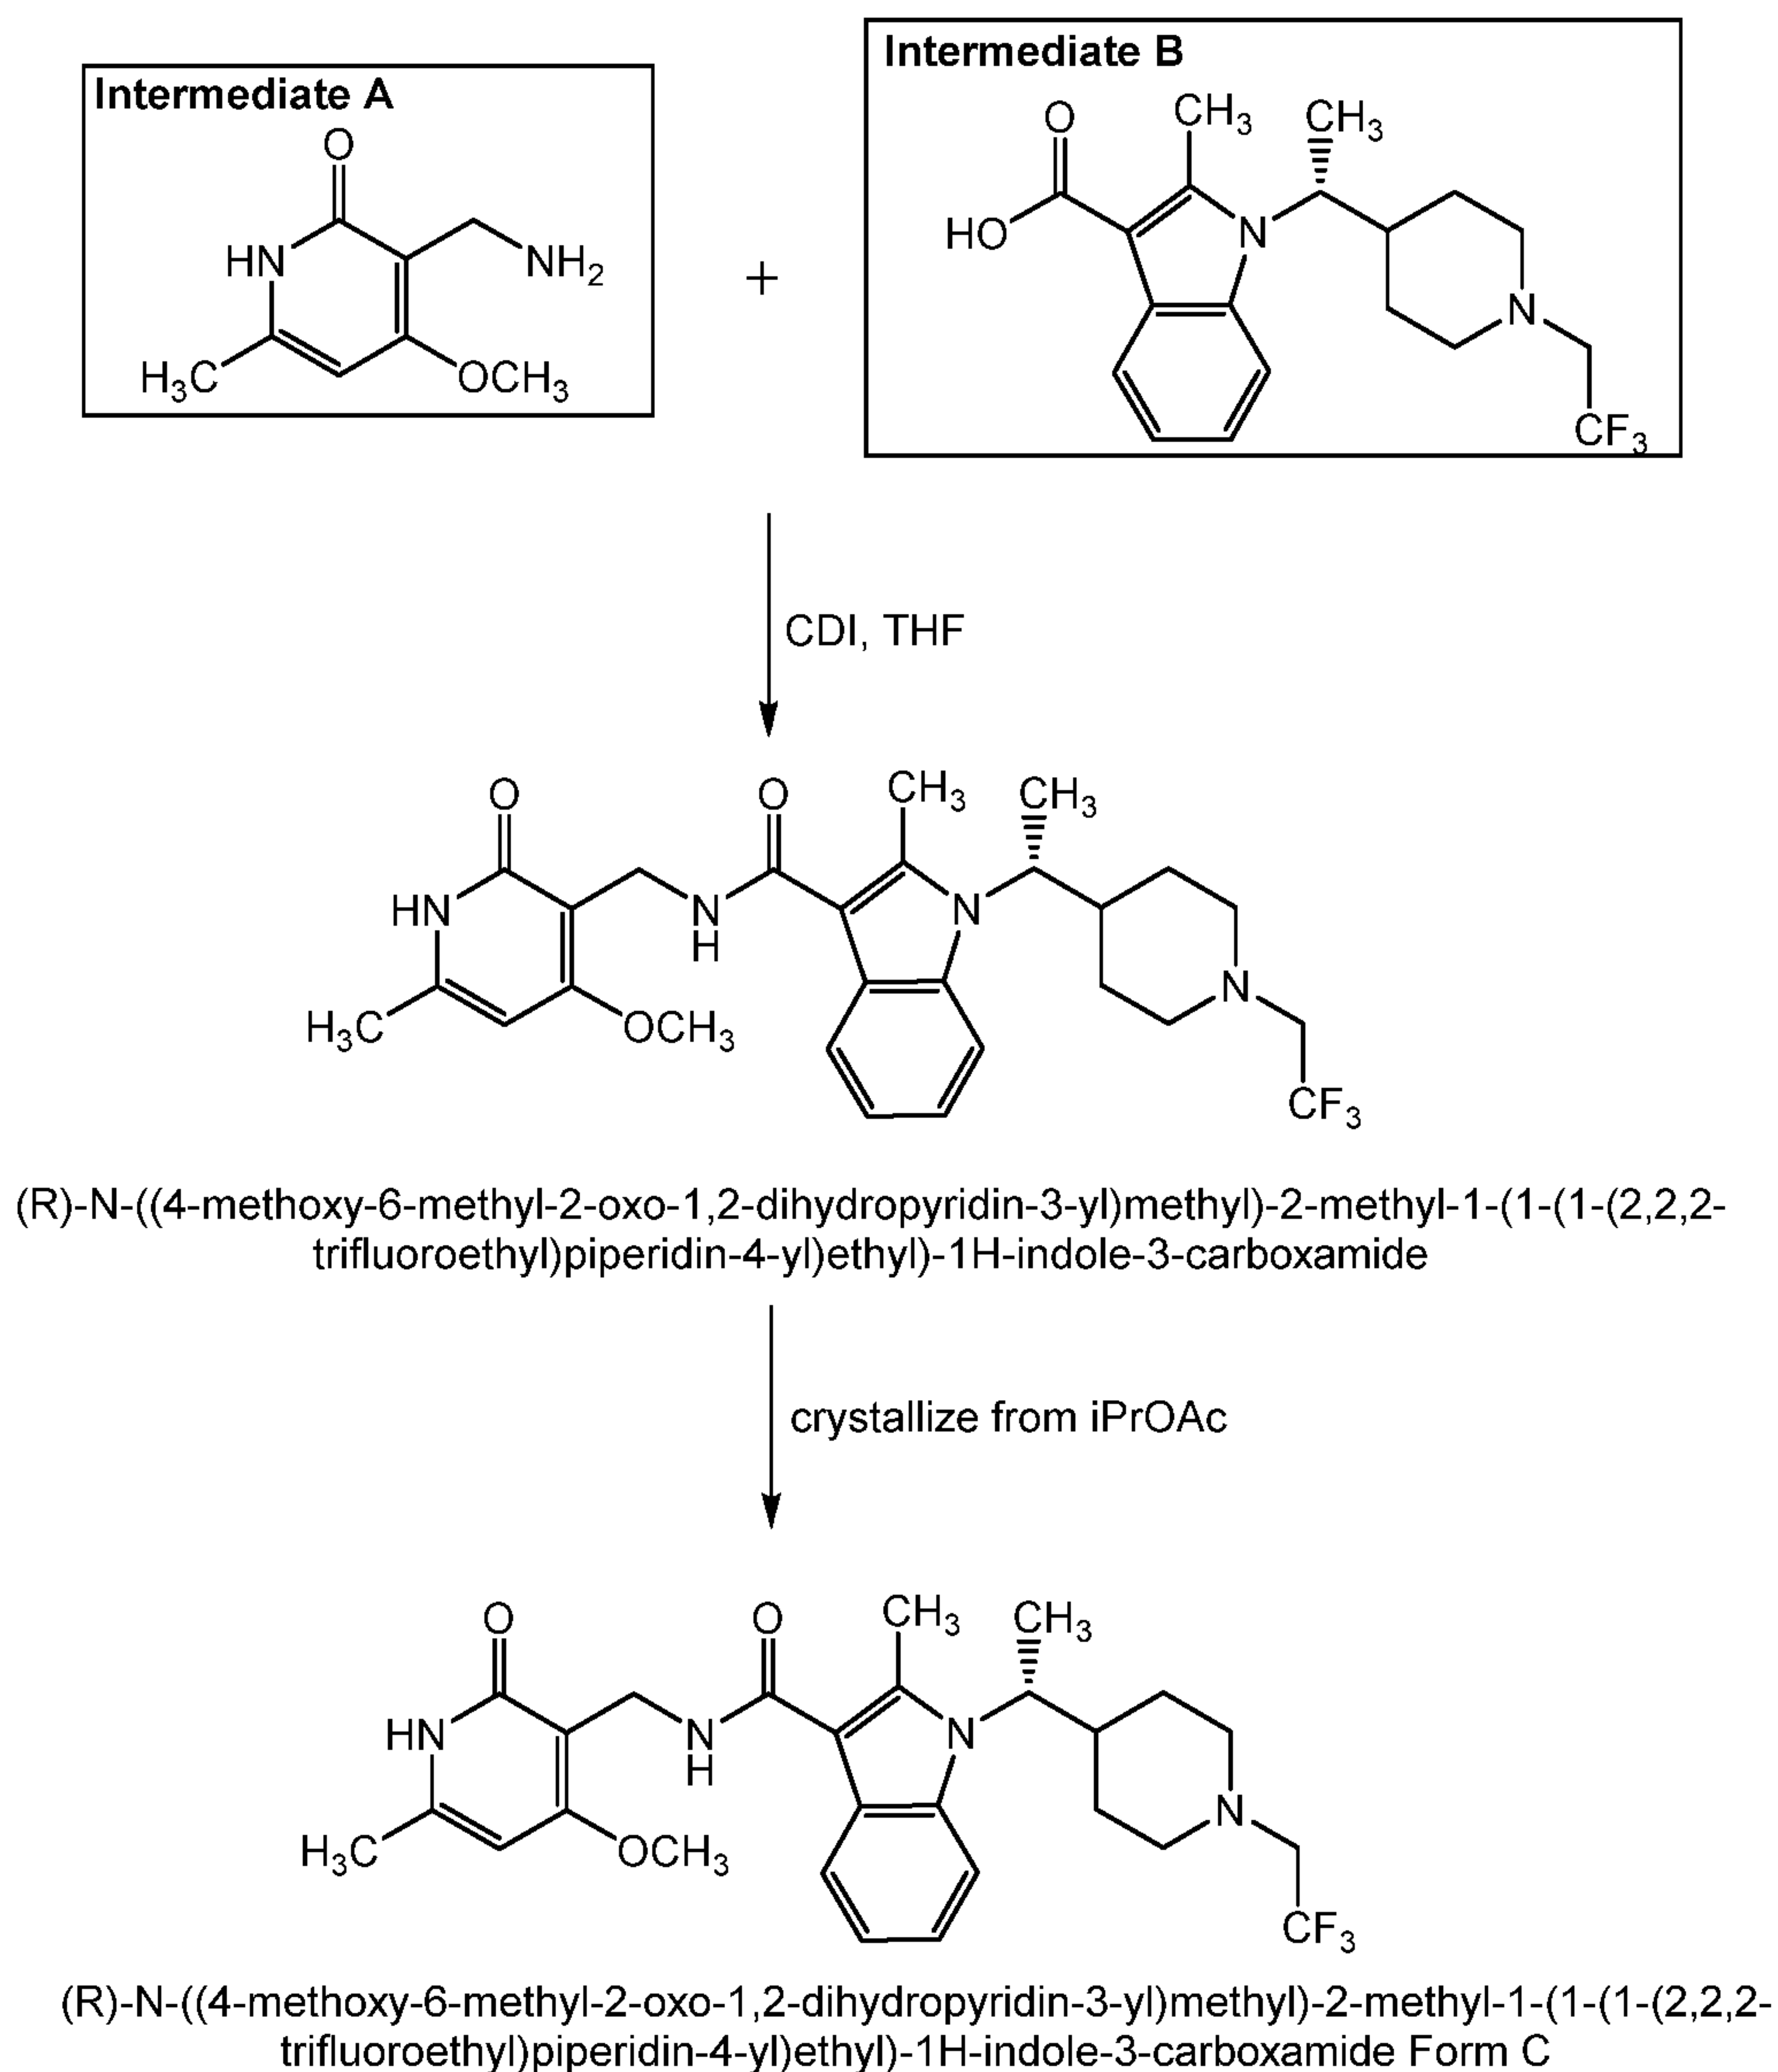 Intermediate A
O
HN
NH2
H3C
OCH3
+
Intermediate B
O
CH3
CH3
HO
N
N
CF3
CDI, THF
O
O
CH3
CH3
HN
N
H
N
N
H3C
OCH3
CF3
(R)-N-((4-methoxy-6-methyl-2-oxo-1,2-dihydropyridin-3-yl)methyl)-2-methyl-1-(1-(1-(2,2,2-
trifluoroethyl)piperidin-4-yl)ethyl)-1H-indole-3-carboxamide
crystallize from iPrOAc
O
O
CH3
CH3
HN
N
H
N
N
H3C
OCH3
CF3
(R)-N-((4-methoxy-6-methyl-2-oxo-1,2-dihydropyridin-3-yl)methyl)-2-methyl-1-(1-(1-(2,2,2-
trifluoroethyl)piperidin-4-yl)ethyl)-1H-indole-3-carboxamide Form C